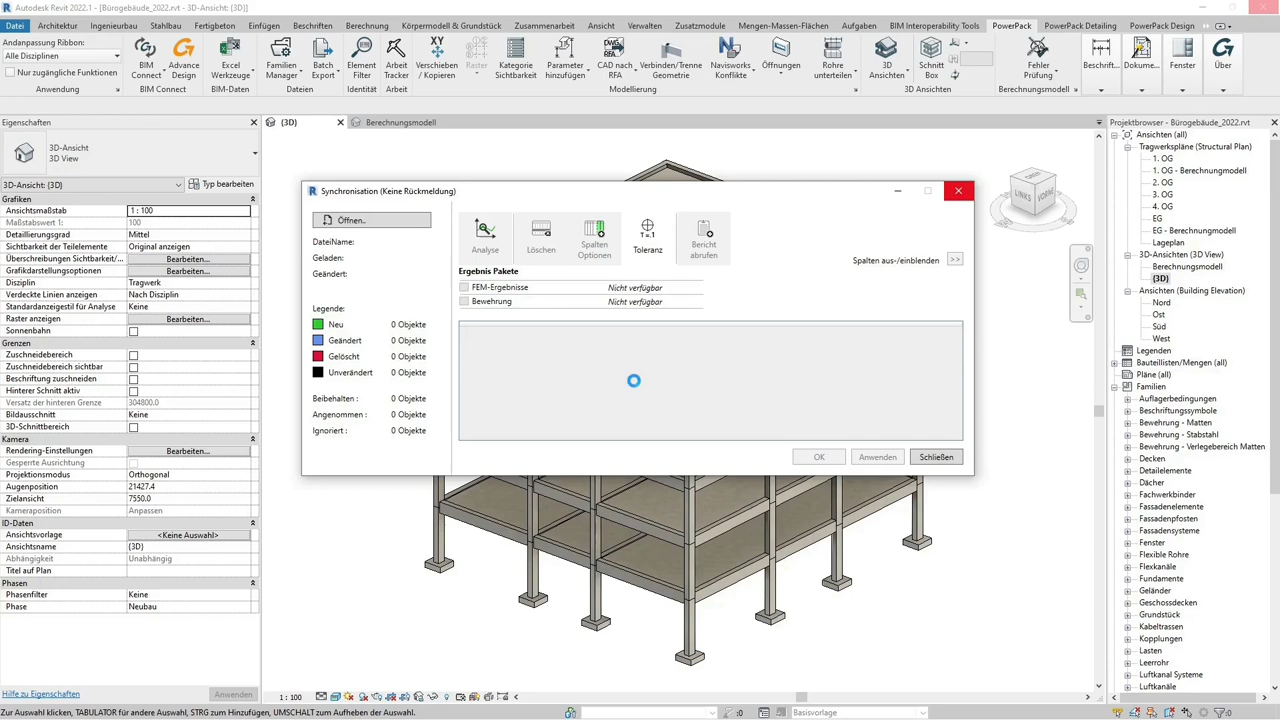 Autodesk Revit 2022.1 - [Bürogebäude_2022.rvt - 3D-Ansicht: {3D}]
Datei Architektur Ingenieurbau Stahlbau Fertigbeton Einfügen Beschriften Berechnung Körpermodell & Grundstück Zusammenarbeit Ansicht Verwalten Zusatzmodule Mengen-Massen-Flächen Aufgaben BIM Interoperability Tools PowerPack PowerPack Detailing PowerPack Design
Andanpassung Ribbon:
Alle Disziplinen
Nur zugängliche Funktionen
Anwendung
BIM Connect
Advance Design
BIM Connect
Excel Werkzeuge
BIM-Daten
Familien Manager
Batch Export
Dateien
Element Filter
Identität
Arbeit Tracker
Arbeit
Verschieben / Kopieren
Raster
Kategorie Sichtbarkeit
Parameter hinzufügen
CAD nach RFA
Verbinden/Trenne Geometrie
Navisworks Konflikte
Öffnungen
Rohre unterteilen
Modellierung
3D Ansichten
Schnitt Box
3D Ansichten
Fehler Prüfung
Berechnungsmodell
Beschrift...
Dokume...
Fenster
Über
Eigenschaften
3D-Ansicht
3D View
3D-Ansicht: {3D} Typ bearbeiten
Grafiken
Ansichtsmaßstab 1 : 100
Maßstabswert 1: 100
Detaillierungsgrad Mittel
Sichtbarkeit der Teilelemente Original anzeigen
Überschreibungen Sichtbarkeit/... Bearbeiten...
Grafikdarstellungsoptionen Bearbeiten...
Disziplin Tragwerk
Verdeckte Linien anzeigen Nach Disziplin
Standardanzeigestil für Analyse Keine
Raster anzeigen Bearbeiten...
Sonnenbahn
Grenzen
Zuschneidebereich
Zuschneidebereich sichtbar
Beschriftung zuschneiden
Hinterer Schnitt aktiv
Versatz der hinteren Grenze 304800.0
Bildausschnitt Keine
3D-Schnittbereich
Kamera
Rendering-Einstellungen Bearbeiten...
Gesperrte Ausrichtung
Projektionsmodus Orthogonal
Augenposition 21427.4
Zielansicht 7550.0
Kameraposition Anpassen
ID-Daten
Ansichtsvorlage <Keine Auswahl>
Ansichtsname {3D}
Abhängigkeit Unabhängig
Titel auf Plan
Phasen
Phasenfilter Keine
Phase Neubau
Hilfe zu Eigenschaften Anwenden
{3D} Berechnungsmodell
LINKS VORNE
Synchronisation (Keine Rückmeldung)
Öffnen..
DateiName:
Geladen:
Geändert:
Legende:
Neu 0 Objekte
Geändert 0 Objekte
Gelöscht 0 Objekte
Unverändert 0 Objekte
Beibehalten : 0 Objekte
Angenommen : 0 Objekte
Ignoriert : 0 Objekte
Analyse
Löschen
Spalten Optionen
T = 1
Toleranz
Bericht abrufen
Spalten aus-/einblenden >>
Ergebnis Pakete
FEM-Ergebnisse Nicht verfügbar
Bewehrung Nicht verfügbar
OK Anwenden Schließen
Projektbrowser - Bürogebäude_2022.rvt
Ansichten (all)
Tragwerkspläne (Structural Plan)
1. OG
1. OG - Berechnungmodell
2. OG
3. OG
4. OG
EG
EG - Berechnungmodell
Lageplan
3D-Ansichten (3D View)
Berechnungsmodell
{3D}
Ansichten (Building Elevation)
Nord
Ost
Süd
West
Legenden
Bauteillisten/Mengen (all)
Pläne (all)
Familien
Auflagerbedingungen
Beschriftungssymbole
Bewehrung - Matten
Bewehrung - Stabstahl
Bewehrung - Verlegebereich Matten
Decken
Detailelemente
Dächer
Fachwerkbinder
Fassadenelemente
Fassadenpfosten
Fassadensysteme
Fenster
Flexible Rohre
Flexkanäle
Fundamente
Geländer
Geschossdecken
Grundstück
Kabeltrassen
Kopplungen
Lasten
Leerrohr
Luftkanal Systeme
Luftkanäle
1 : 100
Zur Auswahl klicken, TABULATOR für andere Auswahl, STRG zum Hinzufügen, UMSCHALT zum Aufheben der Auswahl. :0 Basisvorlage :0